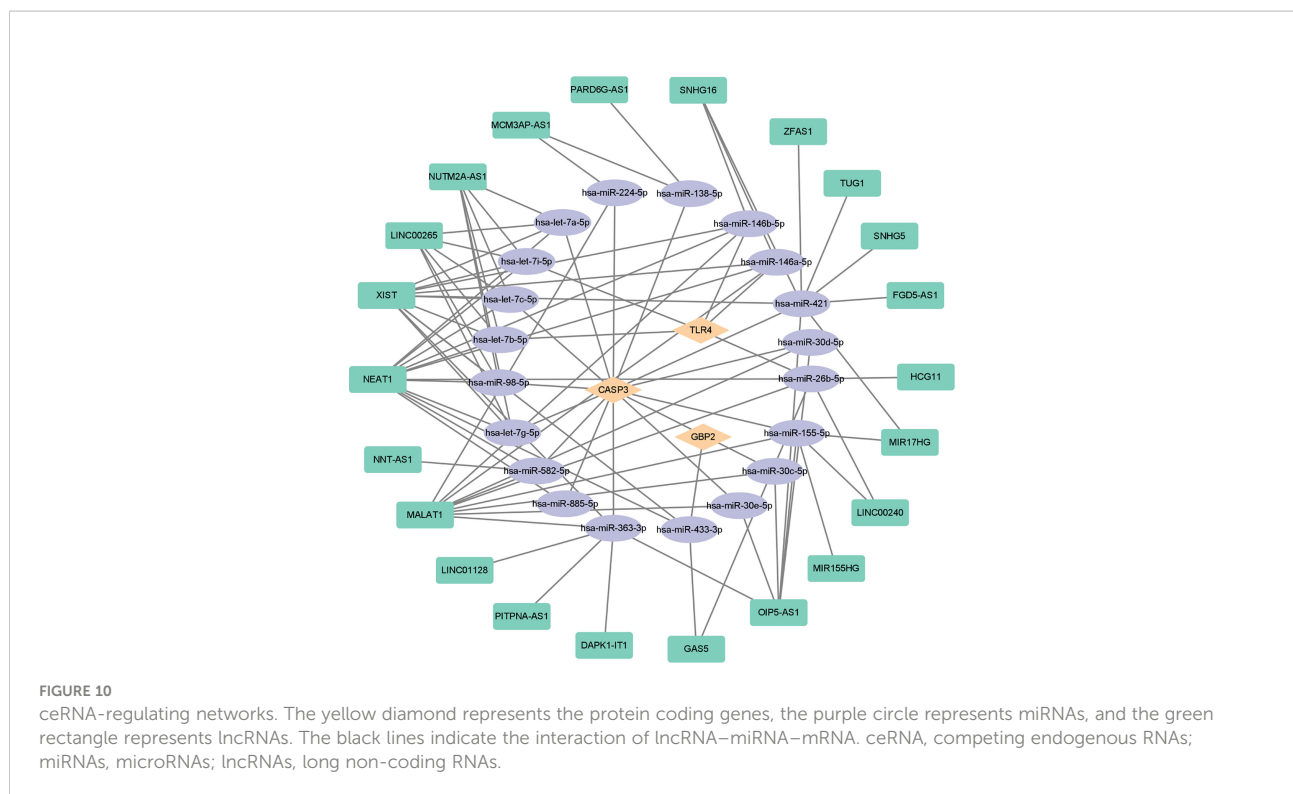 PARD6G-AS1
SNHG16
MCM3AP-AS1
ZFAS1
NUTM2A-AS1
hsa-miR-224-5p
hsa-miR-138-5p
TUG1
hsa-let-7a-5p
hsa-miR-146b-5p
LINC00265
SNHG5
hsa-let-7i-5p
hsa-miR-146a-5p
XIST
hsa-let-7c-5p
hsa-miR-421
FGD5-AS1
TLR4
hsa-let-7b-5p
hsa-miR-30d-5p
NEAT1
hsa-miR-98-5p
CASP3
hsa-miR-26b-5p
HCG11
hsa-let-7g-5p
GBP2
hsa-miR-155-5p
MIR17HG
NNT-AS1
hsa-miR-582-5p
hsa-miR-30c-5p
MALAT1
hsa-miR-885-5p
hsa-miR-30e-5p
LINC00240
hsa-miR-363-3p
hsa-miR-433-3p
LINC01128
MIR155HG
PITPNA-AS1
OIP5-AS1
DAPK1-IT1
GAS5
FIGURE 10
ceRNA-regulating networks. The yellow diamond represents the protein coding genes, the purple circle represents miRNAs, and the green
rectangle represents lncRNAs. The black lines indicate the interaction of lncRNA–miRNA–mRNA. ceRNA, competing endogenous RNAs;
miRNAs, microRNAs; lncRNAs, long non-coding RNAs.